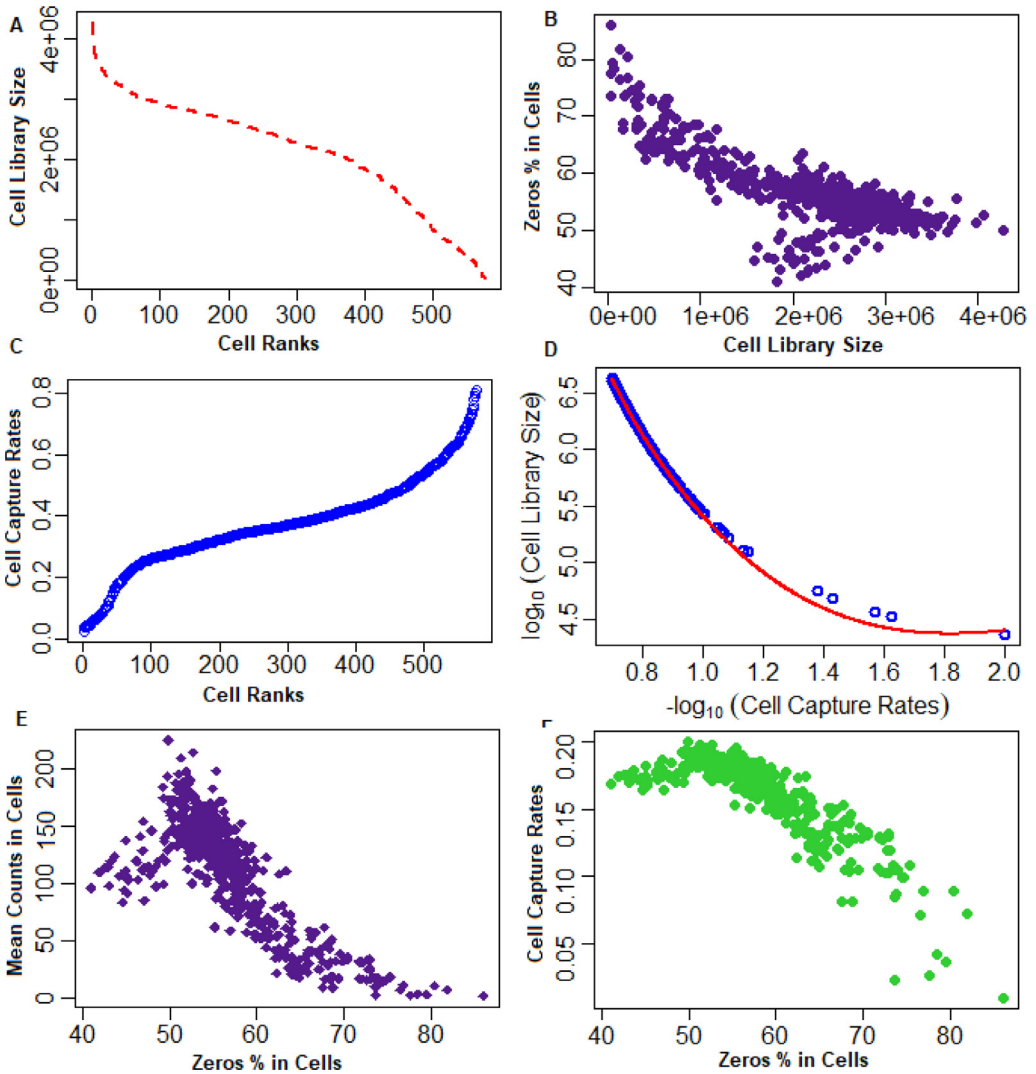 A
Cell Library Size
0e+00 2e+06 4e+06
0 100 200 300 400 500
Cell Ranks
B
Zeros % in Cells
40 50 60 70 80
0e+00 1e+06 2e+06 3e+06 4e+06
Cell Library Size
C
Cell Capture Rates
0.0 0.2 0.4 0.6 0.8
0 100 200 300 400 500
Cell Ranks
D
log10 (Cell Library Size)
4.5 5.0 5.5 6.0 6.5
0.8 1.0 1.2 1.4 1.6 1.8 2.0
-log10 (Cell Capture Rates)
E
Mean Counts in Cells
0 50 100 150 200
40 50 60 70 80
Zeros % in Cells
F
Cell Capture Rates
0.05 0.10 0.15 0.20
40 50 60 70 80
Zeros % in Cells